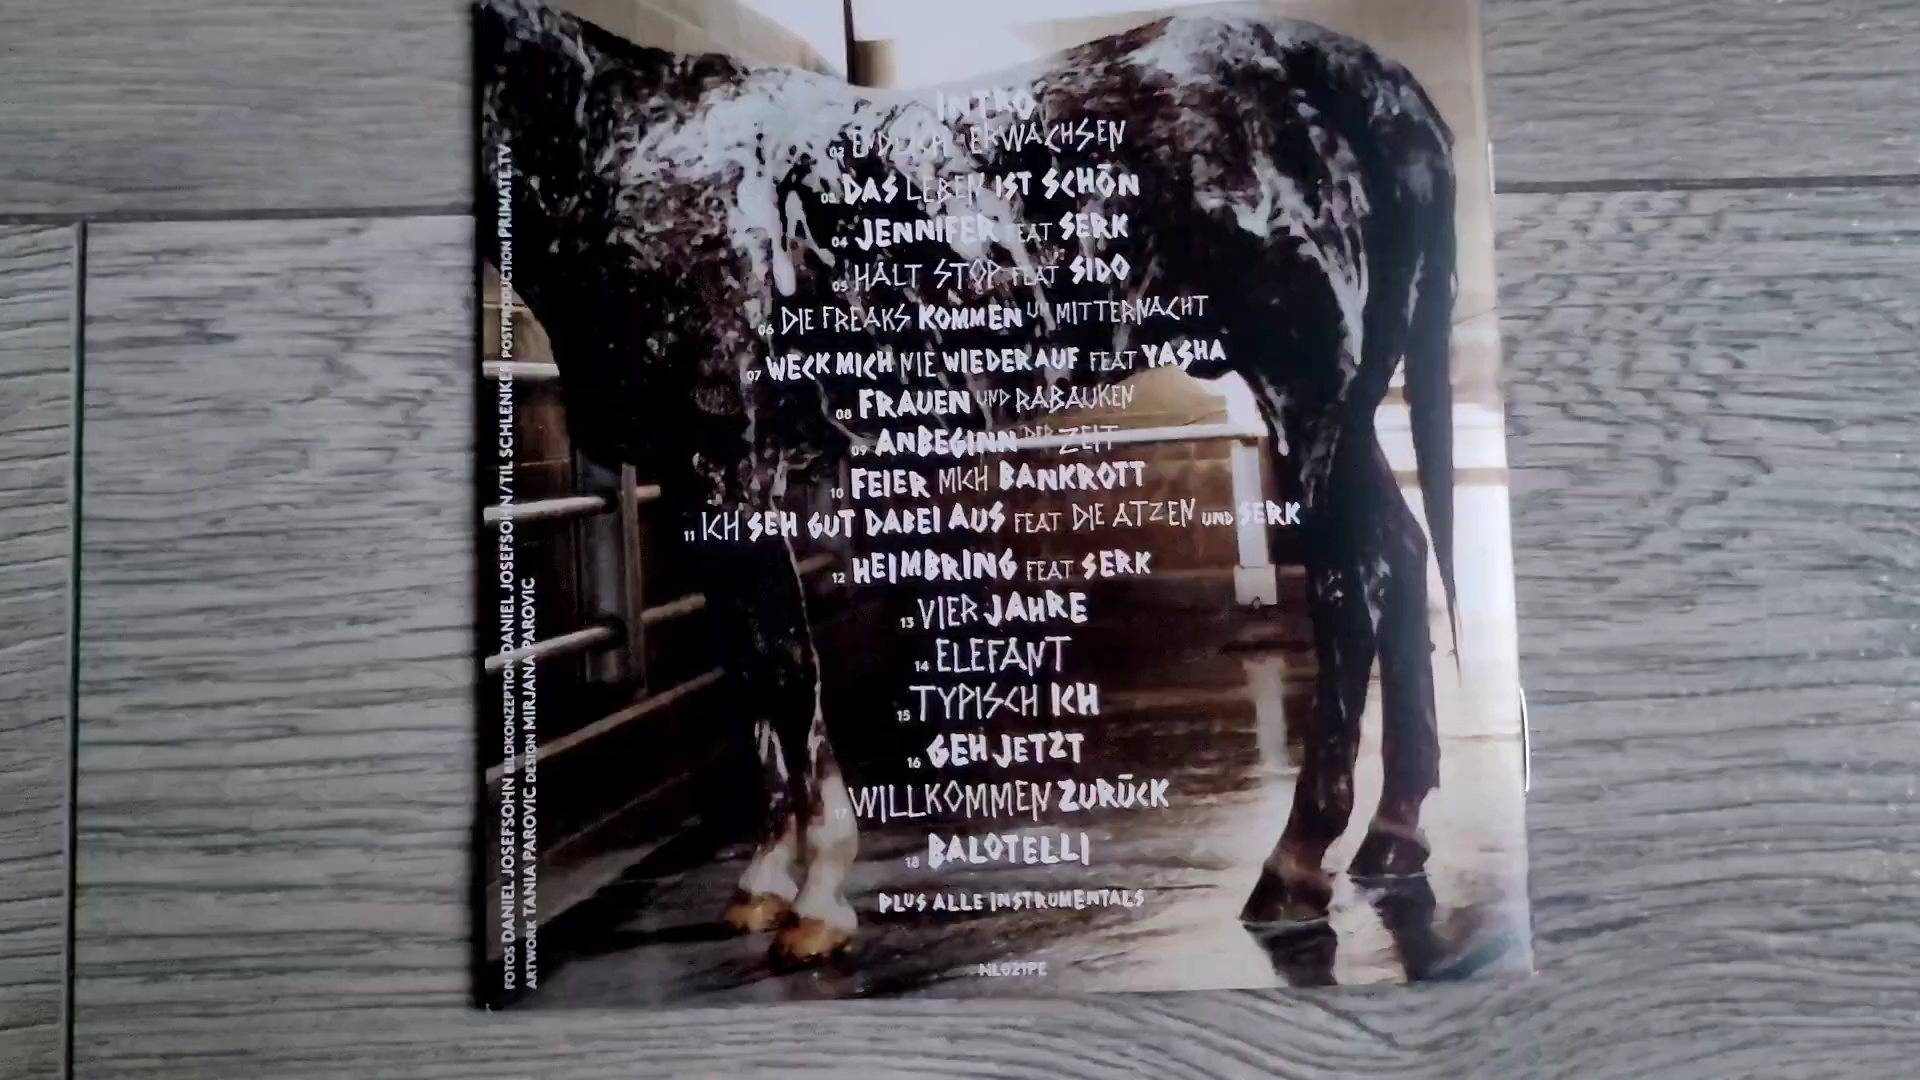 INTRO
02 ENDLICH ERWACHSEN
03 DAS LEBEN IST SCHÖN
04 JENNIFER FEAT SERK
05 HALT STOP FEAT SIDO
06 DIE FREAKS KOMMEN UM MITTERNACHT
07 WECK MICH NIE WIEDER AUF FEAT YASHA
08 FRAUEN UND RABAUKEN
09 ANBEGINN DER ZEIT
10 FEIER MICH BANKROTT
11 ICH SEH GUT DABEI AUS FEAT DIE ATZEN UND SERK
12 HEIMBRING FEAT SERK
13 VIER JAHRE
14 ELEFANT
15 TYPISCH ICH
16 GEH JETZT
17 WILLKOMMEN ZURÜCK
18 BALOTELLI
PLUS ALLE INSTRUMENTALS
NL021PE
FOTOS DANIEL JOSEFSOHN BILDKONZEPTION DANIEL JOSEFSOHN/TIL SCHLENKER POSTPRODUCTION PRIMATE.TV
ARTWORK TANIA PAROVIC DESIGN MIRJANA PAROVIC